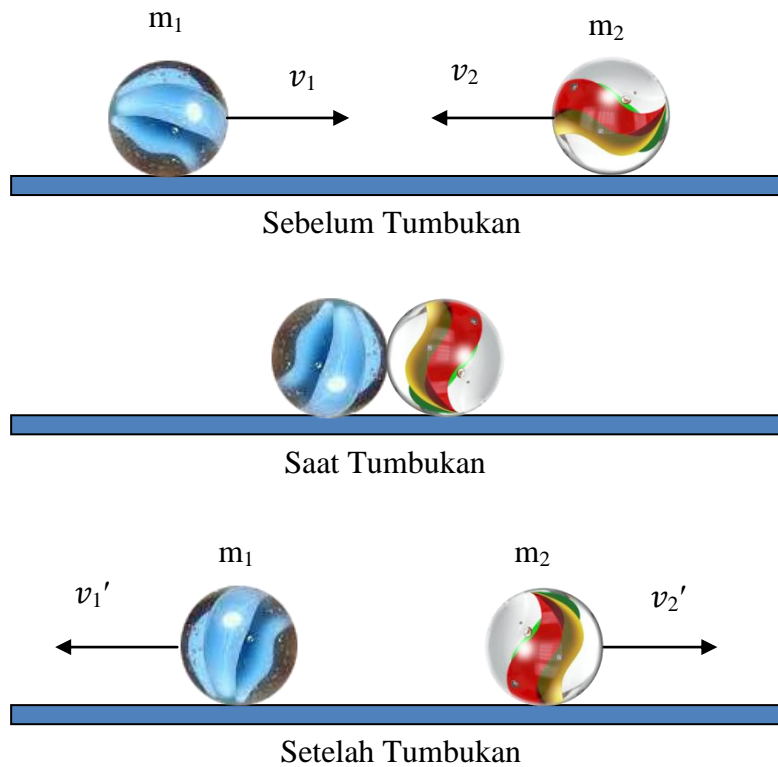 m₁ m₂
v₁ v₂
Sebelum Tumbukan
Saat Tumbukan
m₁ m₂
v₁′ v₂′
Setelah Tumbukan